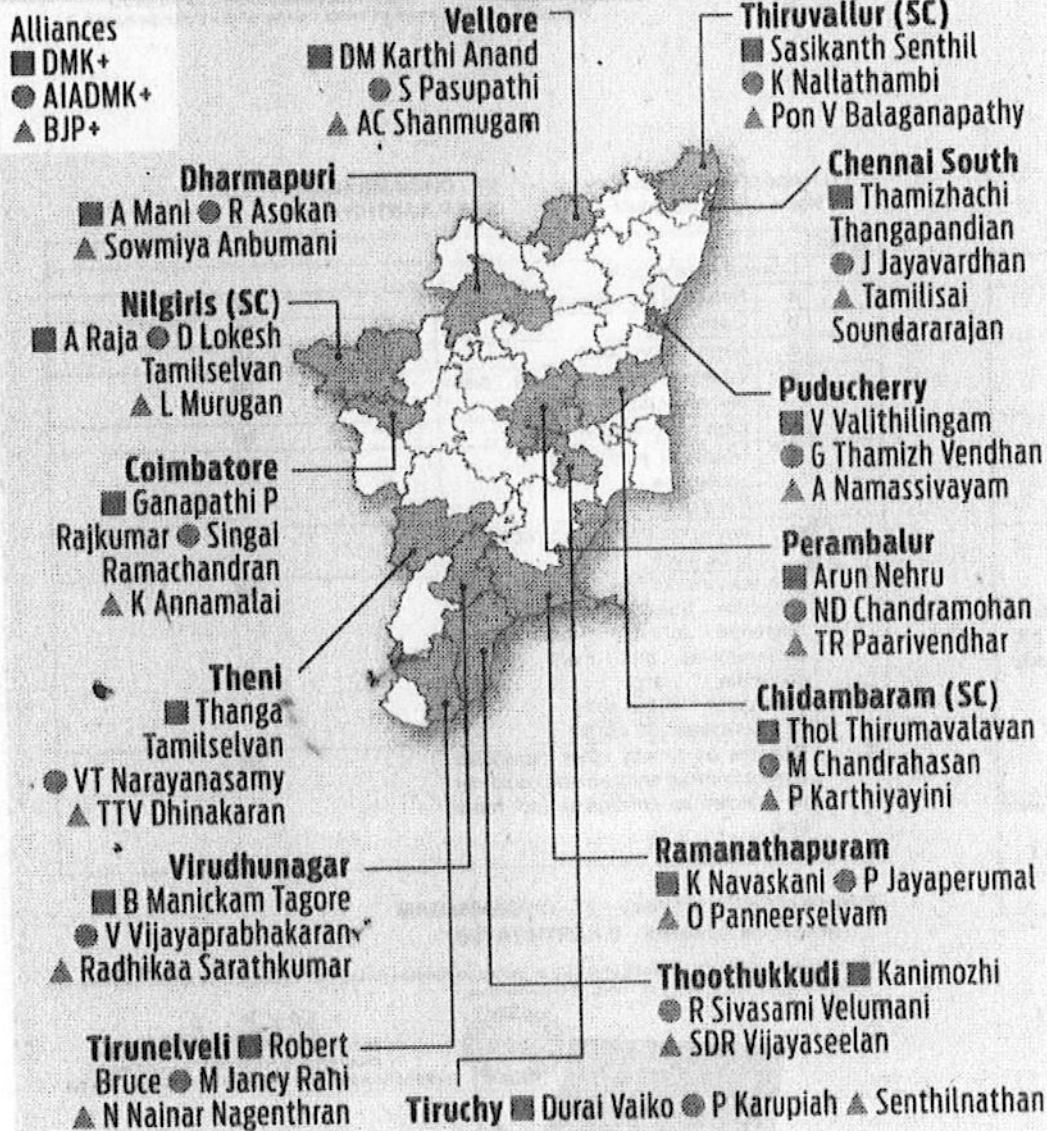 Alliances
■ DMK+
● AIADMK+
▲ BJP+
Vellore
■ DM Karthi Anand
● S Pasupathi
▲ AC Shanmugam
Thiruvallur (SC)
■ Sasikanth Senthil
● K Nallathambi
▲ Pon V Balaganapathy
Dharmapuri
■ A Mani ● R Asokan
▲ Sowmiya Anbumani
Chennai South
■ Thamizhachi
Thangapandian
● J Jayavardhan
▲ Tamilisai
Soundararajan
Nilgiris (SC)
■ A Raja ● D Lokesh
Tamilselvan
▲ L Murugan
Puducherry
■ V Valithilingam
● G Thamizh Vendhan
▲ A Namassivayam
Coimbatore
■ Ganapathi P
Rajkumar ● Singai
Ramachandran
▲ K Annamalai
Perambalur
■ Arun Nehru
● ND Chandramohan
▲ TR Paarivendhar
Theni
■ Thanga
Tamilselvan
● VT Narayanasamy
▲ TTV Dhinakaran
Chidambaram (SC)
■ Thol Thirumavalavan
● M Chandrahasan
▲ P Karthiyayini
Virudhunagar
■ B Manickam Tagore
● V Vijayaprabhakaran
▲ Radhikaa Sarathkumar
Ramanathapuram
■ K Navaskani ● P Jayaperumal
▲ O Panneerselvam
Thoothukkudi ■ Kanimozhi
● R Sivasami Velumani
▲ SDR Vijayaseelan
Tirunelveli ■ Robert
Bruce ● M Jancy Rani
▲ N Nainar Nagenthran
Tiruchy ■ Durai Vaiko ● P Karupiah ▲ Senthilnathan